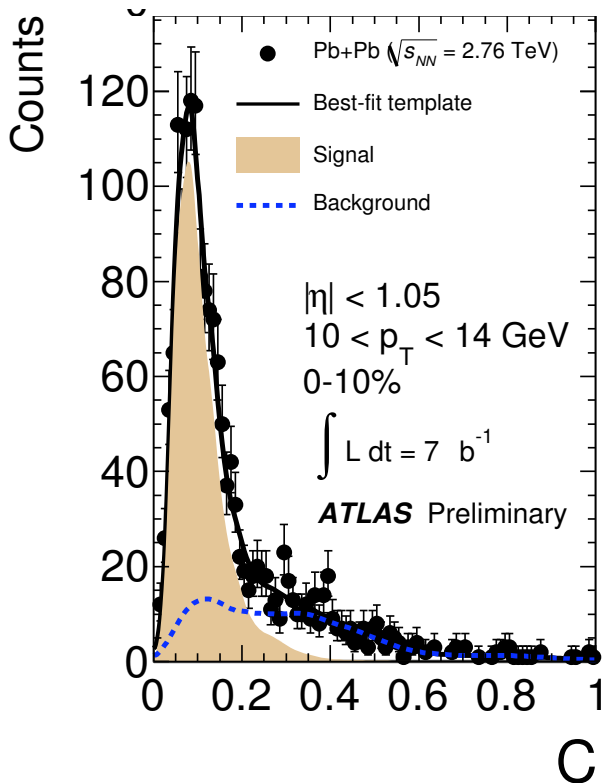 Counts
Pb+Pb (√s_NN = 2.76 TeV)
Best-fit template
Signal
Background
|η| < 1.05
10 < p_T < 14 GeV
0-10%
∫ L dt = 7 b⁻¹
ATLAS Preliminary
120
100
80
60
40
20
0
0 0.2 0.4 0.6 0.8 1
C